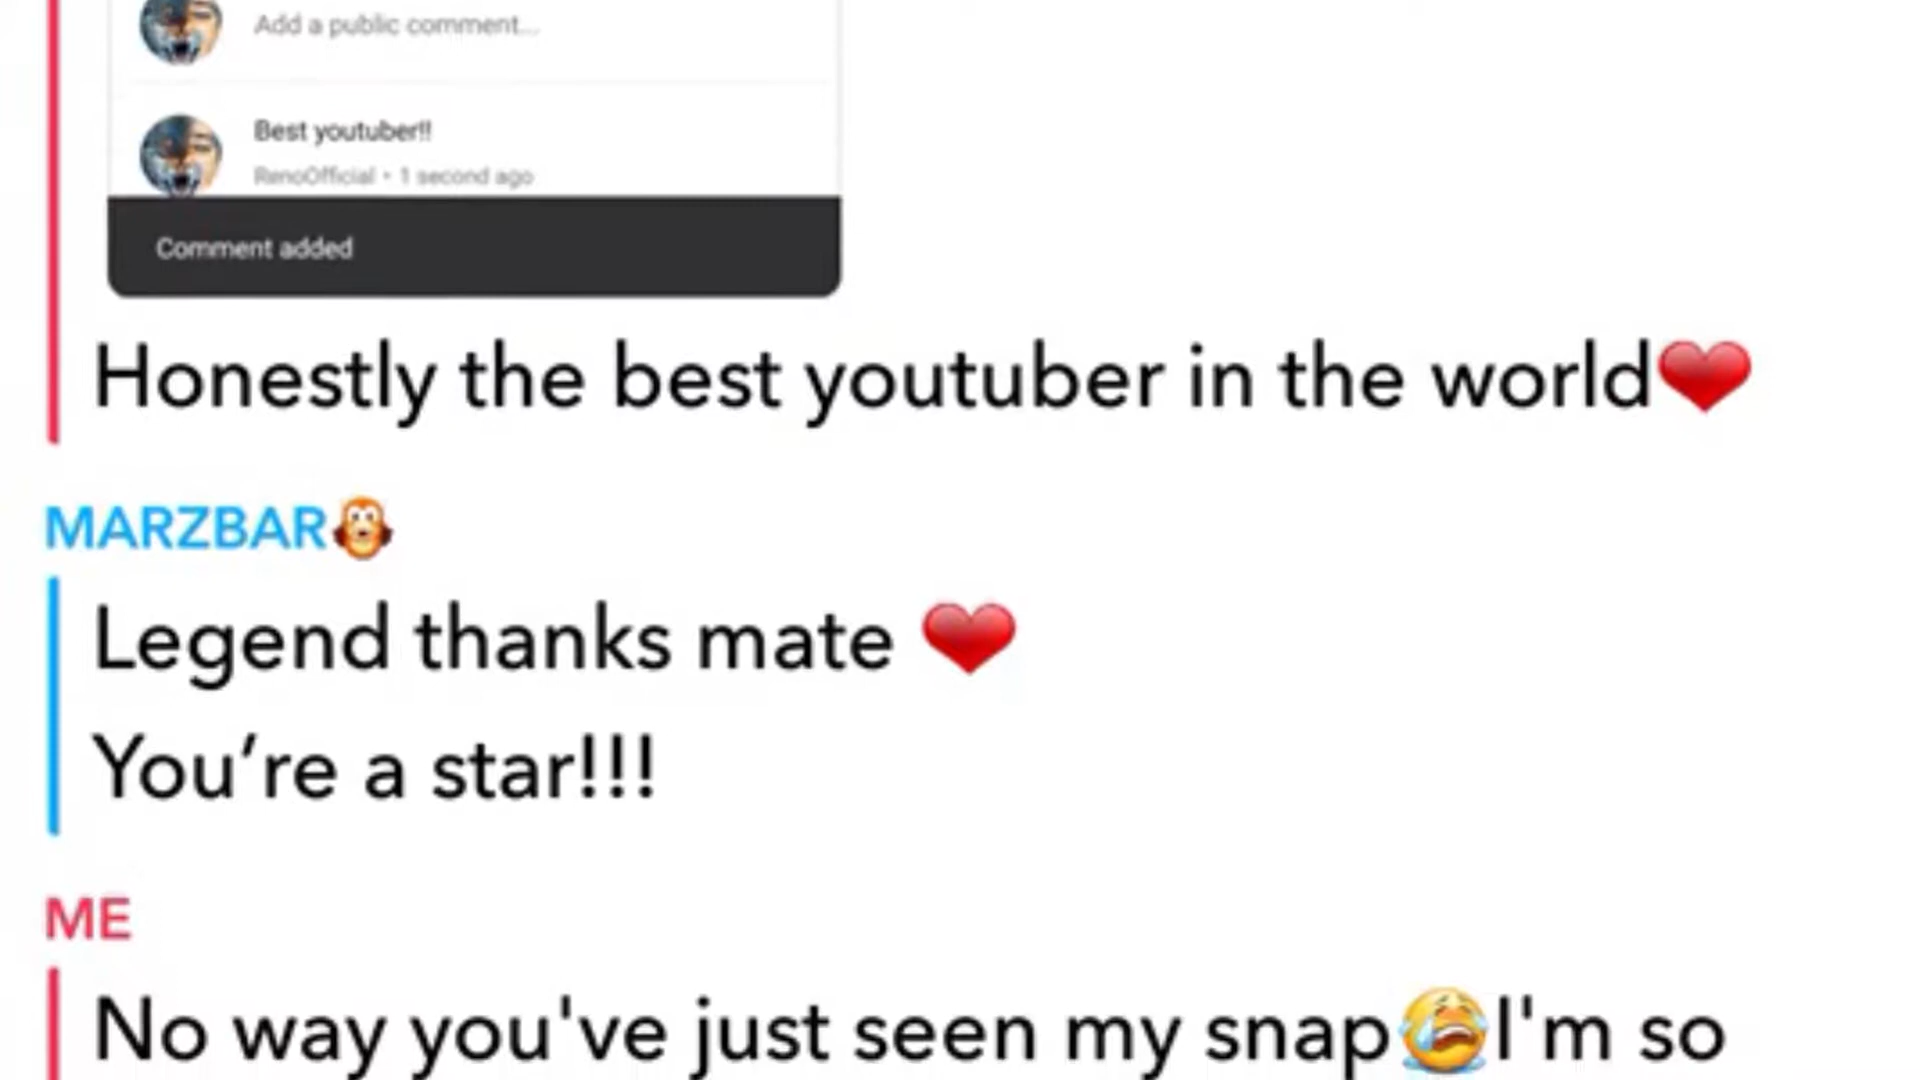 Add a public comment...
Best youtuber!!
RenoOfficial • 1 second ago
Comment added
Honestly the best youtuber in the world❤️
MARZBAR🙉
Legend thanks mate ❤️
You’re a star!!!
ME
No way you've just seen my snap😭I'm so